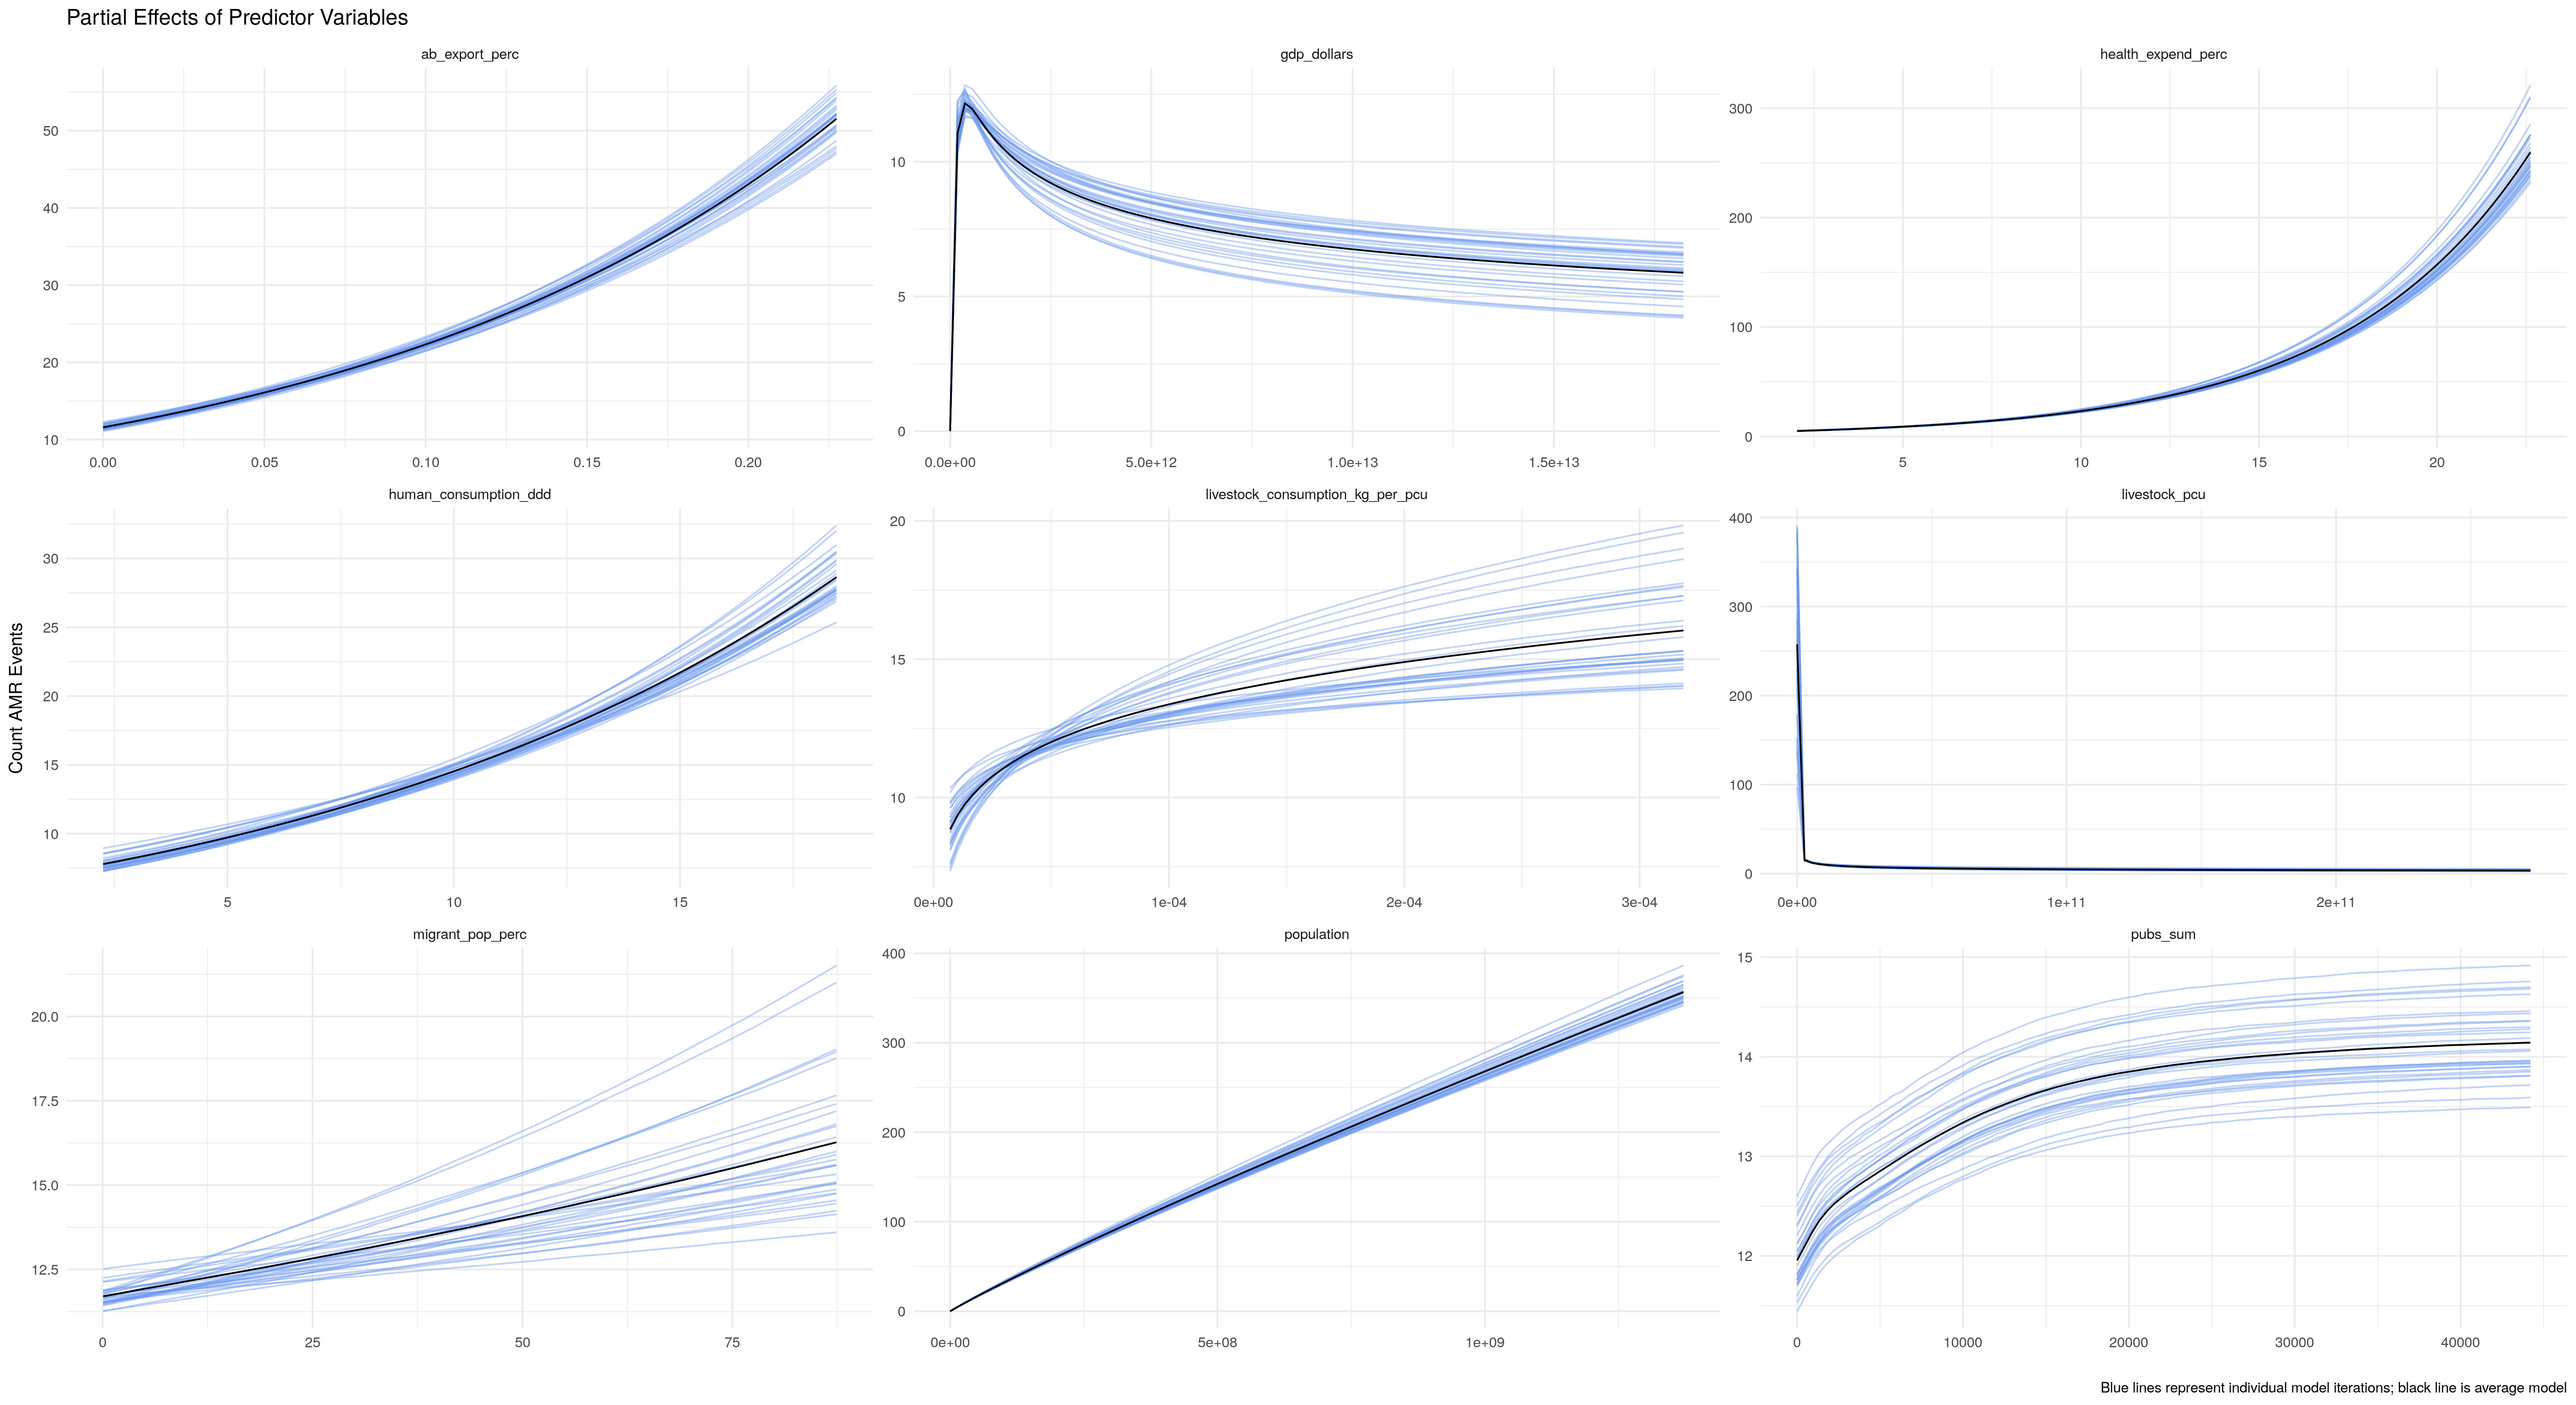 Partial Effects of Predictor Variables
ab_export_perc
gdp_dollars
health_expend_perc
50
40
30
20
10
0.00 0.05 0.10 0.15 0.20
10
5
0
0.0e+00 5.0e+12 1.0e+13 1.5e+13
300
200
100
0
5 10 15 20
human_consumption_ddd
livestock_consumption_kg_per_pcu
livestock_pcu
Count AMR Events
30
25
20
15
10
5 10 15
20
15
10
0e+00 1e-04 2e-04 3e-04
400
300
200
100
0
0e+00 1e+11 2e+11
migrant_pop_perc
population
pubs_sum
20.0
17.5
15.0
12.5
0 25 50 75
400
300
200
100
0
0e+00 5e+08 1e+09
15
14
13
12
0 10000 20000 30000 40000
Blue lines represent individual model iterations; black line is average model